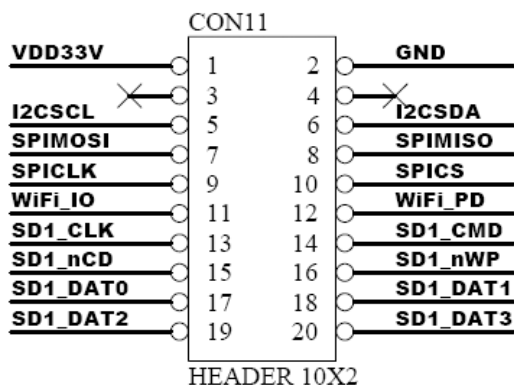 CON11
VDD33V 1 2 GND
3 4
I2CSCL 5 6 I2CSDA
SPIMOSI 7 8 SPIMISO
SPICLK 9 10 SPICS
WiFi_IO 11 12 WiFi_PD
SD1_CLK 13 14 SD1_CMD
SD1_nCD 15 16 SD1_nWP
SD1_DAT0 17 18 SD1_DAT1
SD1_DAT2 19 20 SD1_DAT3
HEADER 10X2